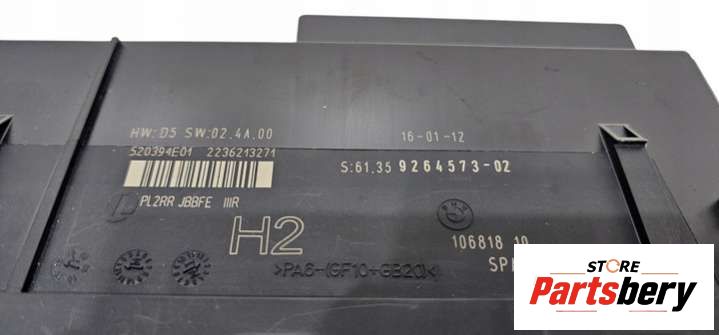 HW:D5 SW:02.4A.00
16-01-12
520394E01 2236213271
S:61.35 9264573-02
PL2RR JBBFE IIIR
BMW
H2
106818 10
>PA6-(GF10+GB20)<
STORE
Partsbery